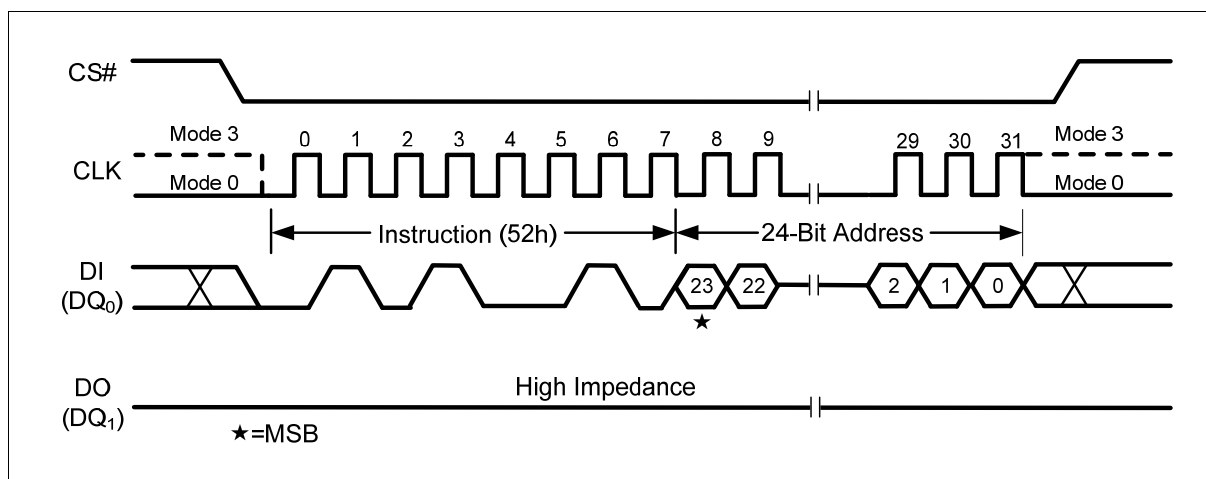 CS#
Mode 3
0 1 2 3 4 5 6 7 8 9 29 30 31
Mode 3
CLK
Mode 0
Mode 0
Instruction (52h)
24-Bit Address
DI
(DQ0)
23 22 2 1 0
★
High Impedance
DO
(DQ1)
★=MSB